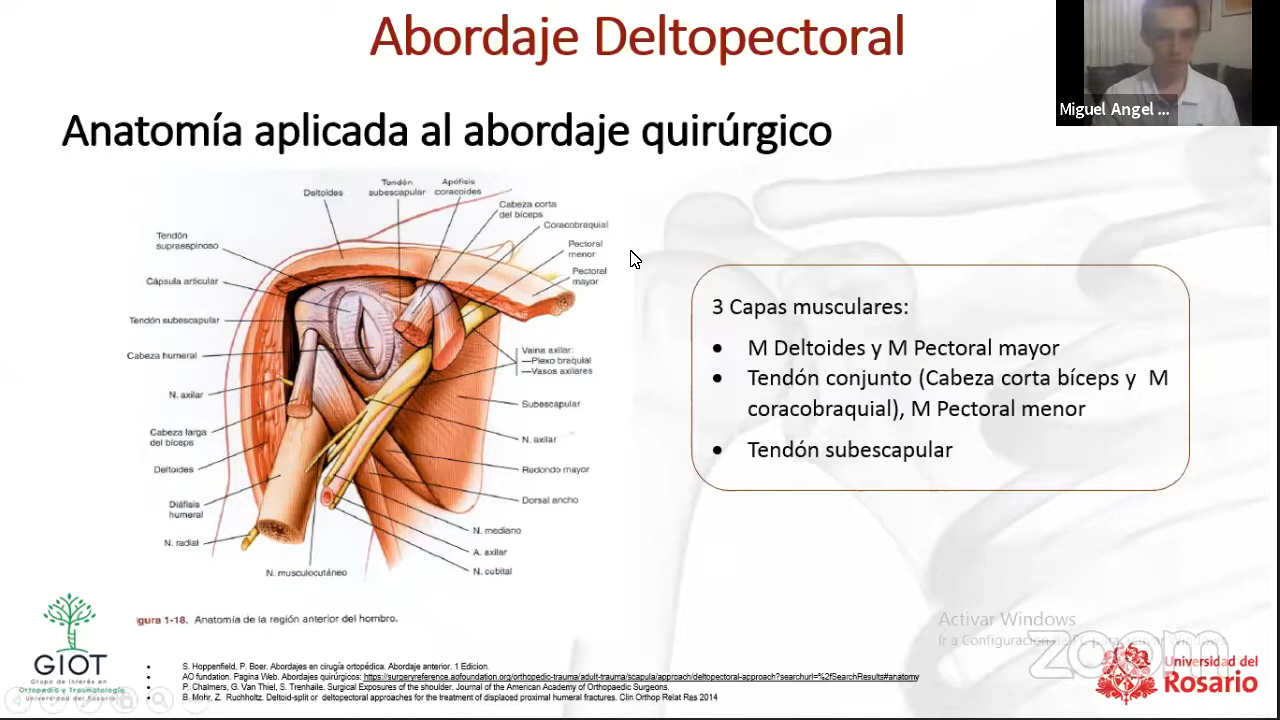 Abordaje Deltopectoral
Miguel Angel ...
Anatomía aplicada al abordaje quirúrgico
Deltoides
Tendón
subescapular
Apófisis
coracoides
Cabeza corta
del bíceps
Coracobraquial
Pectoral
menor
Pectoral
mayor
Tendón
supraespinoso
Cápsula articular
Tendón subescapular
Cabeza humeral
N. axilar
Cabeza larga
del bíceps
Deltoides
Diáfisis
humeral
N. radial
N. musculocutáneo
Vaina axilar:
—Plexo braquial
—Vasos axilares
Subescapular
N. axilar
Redondo mayor
Dorsal ancho
N. mediano
A. axilar
N. cubital
igura 1-18. Anatomía de la región anterior del hombro.
3 Capas musculares:
• M Deltoides y M Pectoral mayor
• Tendón conjunto (Cabeza corta bíceps y M
coracobraquial), M Pectoral menor
• Tendón subescapular
Activar Windows
Ir a Configuración de PC para activar Windows.
zoom
GIOT
Grupo de Interés en
Ortopedia y Traumatología
Universidad del Rosario
• S. Hoppenfield, P. Boer. Abordajes en cirugía ortopédica. Abordaje anterior. 1 Edicion.
• AO fundation. Pagina Web. Abordajes quirúrgicos: https://surgeryreference.aofoundation.org/orthopedic-trauma/adult-trauma/scapula/approach/deltopectoral-approach?searchurl=%2fSearchResults#anatomy
• P. Chalmers, G. Van Thiel, S. Trenhaile. Surgical Exposures of the shoulder. Journal of the American Academy of Orthopaedic Surgeons.
• B. Mohr, Z. Ruchholtz. Deltoid-split or deltopectoral approaches for the treatment of displaced proximal humeral fractures. Clin Orthop Relat Res 2014
Universidad del
Rosario